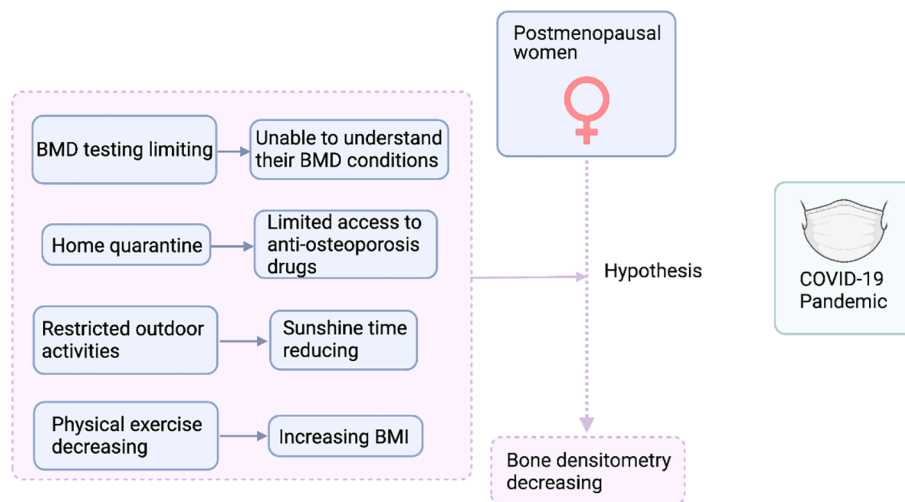 Postmenopausal
women
BMD testing limiting
Unable to understand
their BMD conditions
Home quarantine
Limited access to
anti-osteoporosis
drugs
Restricted outdoor
activities
Sunshine time
reducing
Physical exercise
decreasing
Increasing BMI
Hypothesis
COVID-19
Pandemic
Bone densitometry
decreasing